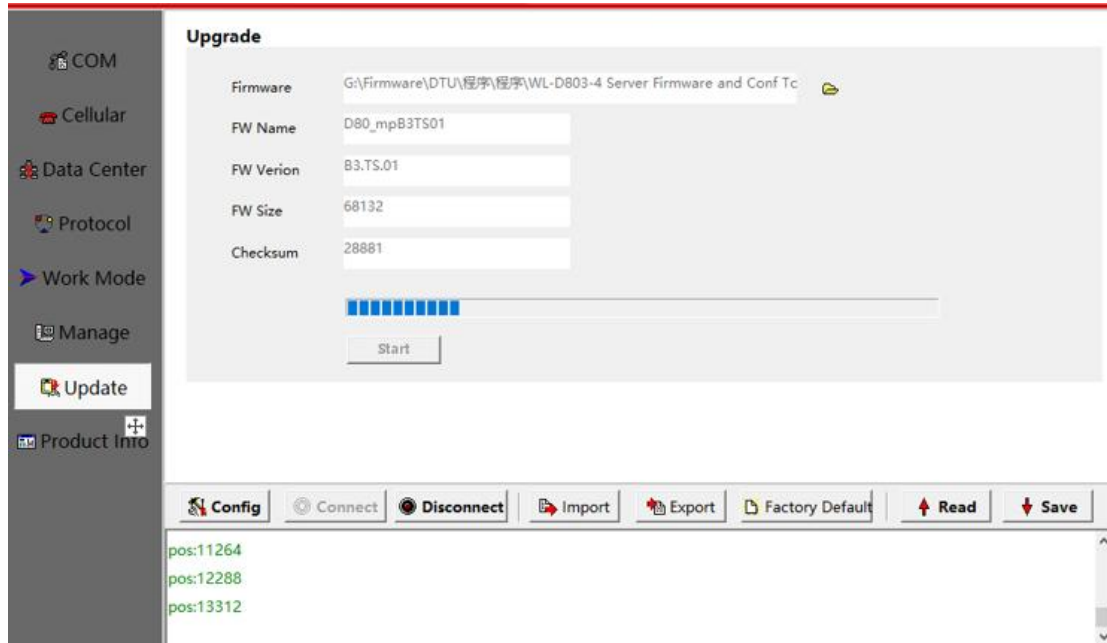 COM
Cellular
Data Center
Protocol
Work Mode
Manage
Update
Product Info
Upgrade
Firmware G:\Firmware\DTU\程序\程序\WL-D803-4 Server Firmware and Conf Tc
FW Name D80_mpB3TS01
FW Verion B3.TS.01
FW Size 68132
Checksum 28881
Start
Config Connect Disconnect Import Export Factory Default Read Save
pos:11264
pos:12288
pos:13312